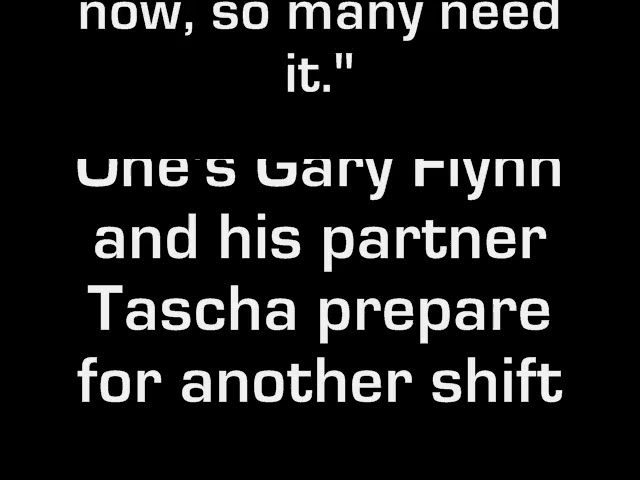 now, so many need
it."
One's Gary Flynn
and his partner
Tascha prepare
for another shift